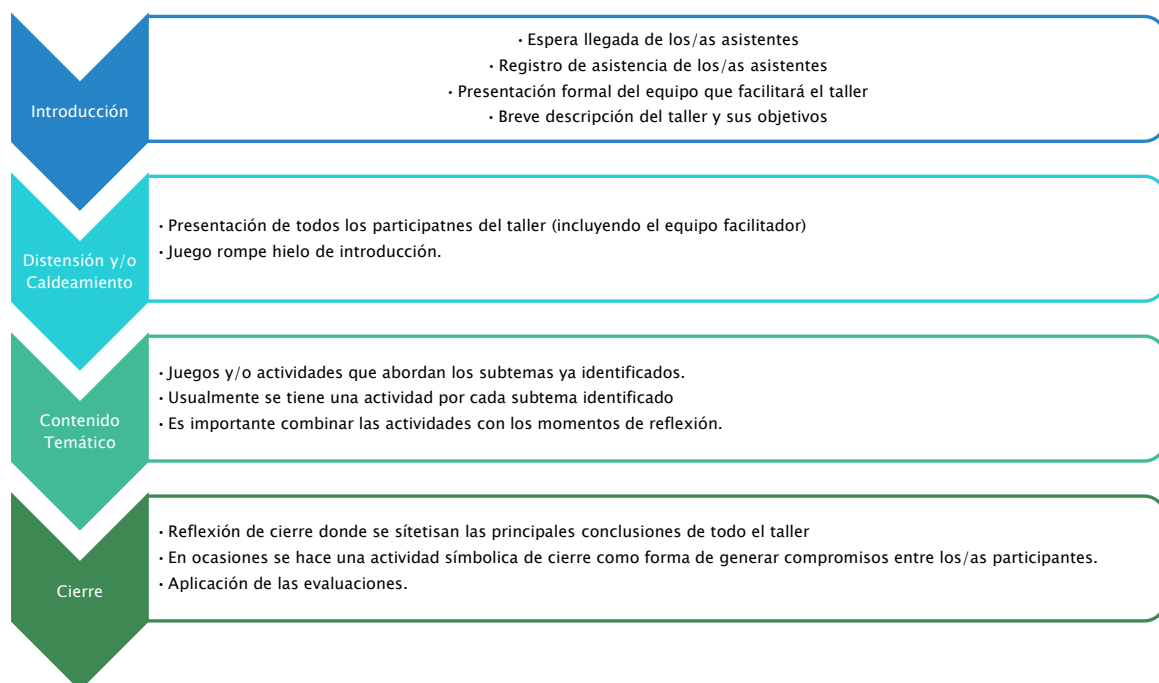 Introducción
• Espera llegada de los/as asistentes
• Registro de asistencia de los/as asistentes
• Presentación formal del equipo que facilitará el taller
• Breve descripción del taller y sus objetivos
Distensión y/o
Caldeamiento
• Presentación de todos los participatnes del taller (incluyendo el equipo facilitador)
• Juego rompe hielo de introducción.
Contenido
Temático
• Juegos y/o actividades que abordan los subtemas ya identificados.
• Usualmente se tiene una actividad por cada subtema identificado
• Es importante combinar las actividades con los momentos de reflexión.
Cierre
• Reflexión de cierre donde se sítetisan las principales conclusiones de todo el taller
• En ocasiones se hace una actividad símbolica de cierre como forma de generar compromisos entre los/as participantes.
• Aplicación de las evaluaciones.